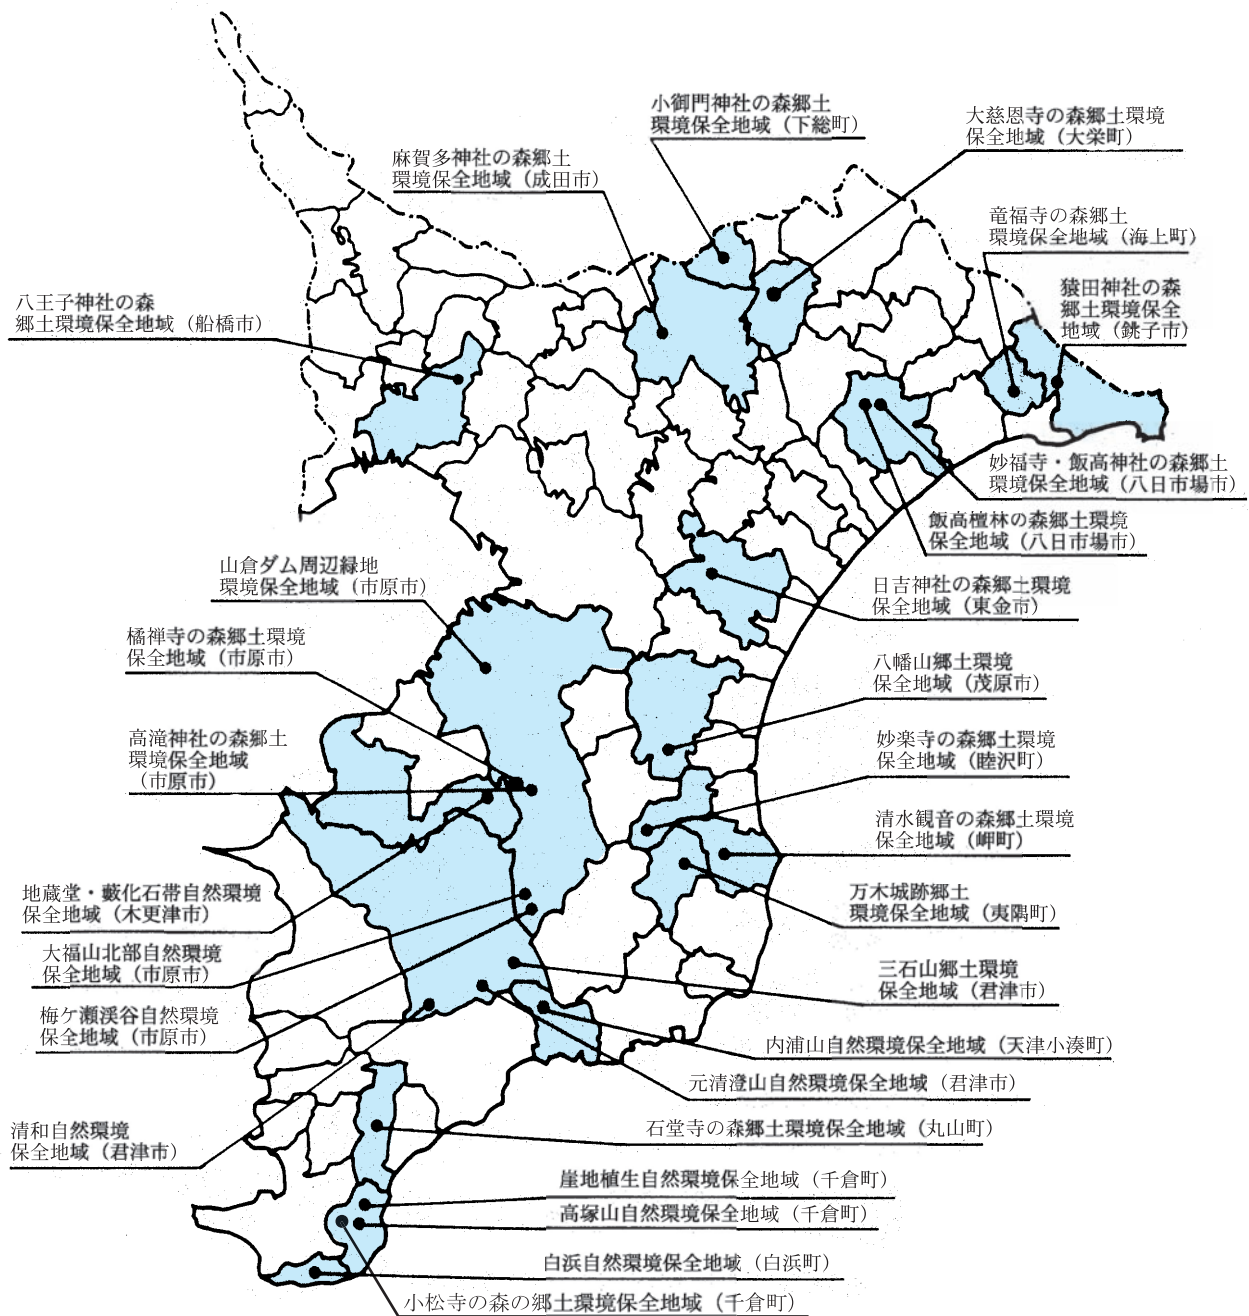 小御門神社の森郷土
環境保全地域（下総町）
大慈恩寺の森郷土環境
保全地域（大栄町）
麻賀多神社の森郷土
環境保全地域（成田市）
竜福寺の森郷土
環境保全地域（海上町）
猿田神社の森
郷土環境保全
地域（銚子市）
八王子神社の森
郷土環境保全地域（船橋市）
妙福寺・飯高神社の森郷土
環境保全地域（八日市場市）
飯高檀林の森郷土環境
保全地域（八日市場市）
山倉ダム周辺緑地
環境保全地域（市原市）
日吉神社の森郷土環境
保全地域（東金市）
橘禅寺の森郷土環境
保全地域（市原市）
八幡山郷土環境
保全地域（茂原市）
高滝神社の森郷土
環境保全地域
（市原市）
妙楽寺の森郷土環境
保全地域（睦沢町）
清水観音の森郷土環境
保全地域（岬町）
地蔵堂・藪化石帯自然環境
保全地域（木更津市）
万木城跡郷土
環境保全地域（夷隅町）
大福山北部自然環境
保全地域（市原市）
三石山郷土環境
保全地域（君津市）
梅ケ瀬渓谷自然環境
保全地域（市原市）
内浦山自然環境保全地域（天津小湊町）
元清澄山自然環境保全地域（君津市）
清和自然環境
保全地域（君津市）
石堂寺の森郷土環境保全地域（丸山町）
崖地植生自然環境保全地域（千倉町）
高塚山自然環境保全地域（千倉町）
白浜自然環境保全地域（白浜町）
小松寺の森の郷土環境保全地域（千倉町）